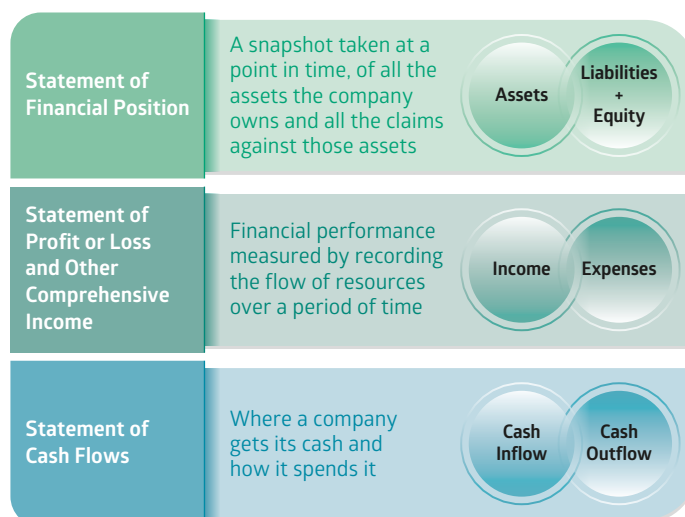 Statement of
Financial Position
A snapshot taken at a
point in time, of all the
assets the company
owns and all the claims
against those assets
Assets
Liabilities
+
Equity
Statement of
Profit or Loss
and Other
Comprehensive
Income
Financial performance
measured by recording
the flow of resources
over a period of time
Income
Expenses
Statement of
Cash Flows
Where a company
gets its cash and
how it spends it
Cash
Inflow
Cash
Outflow